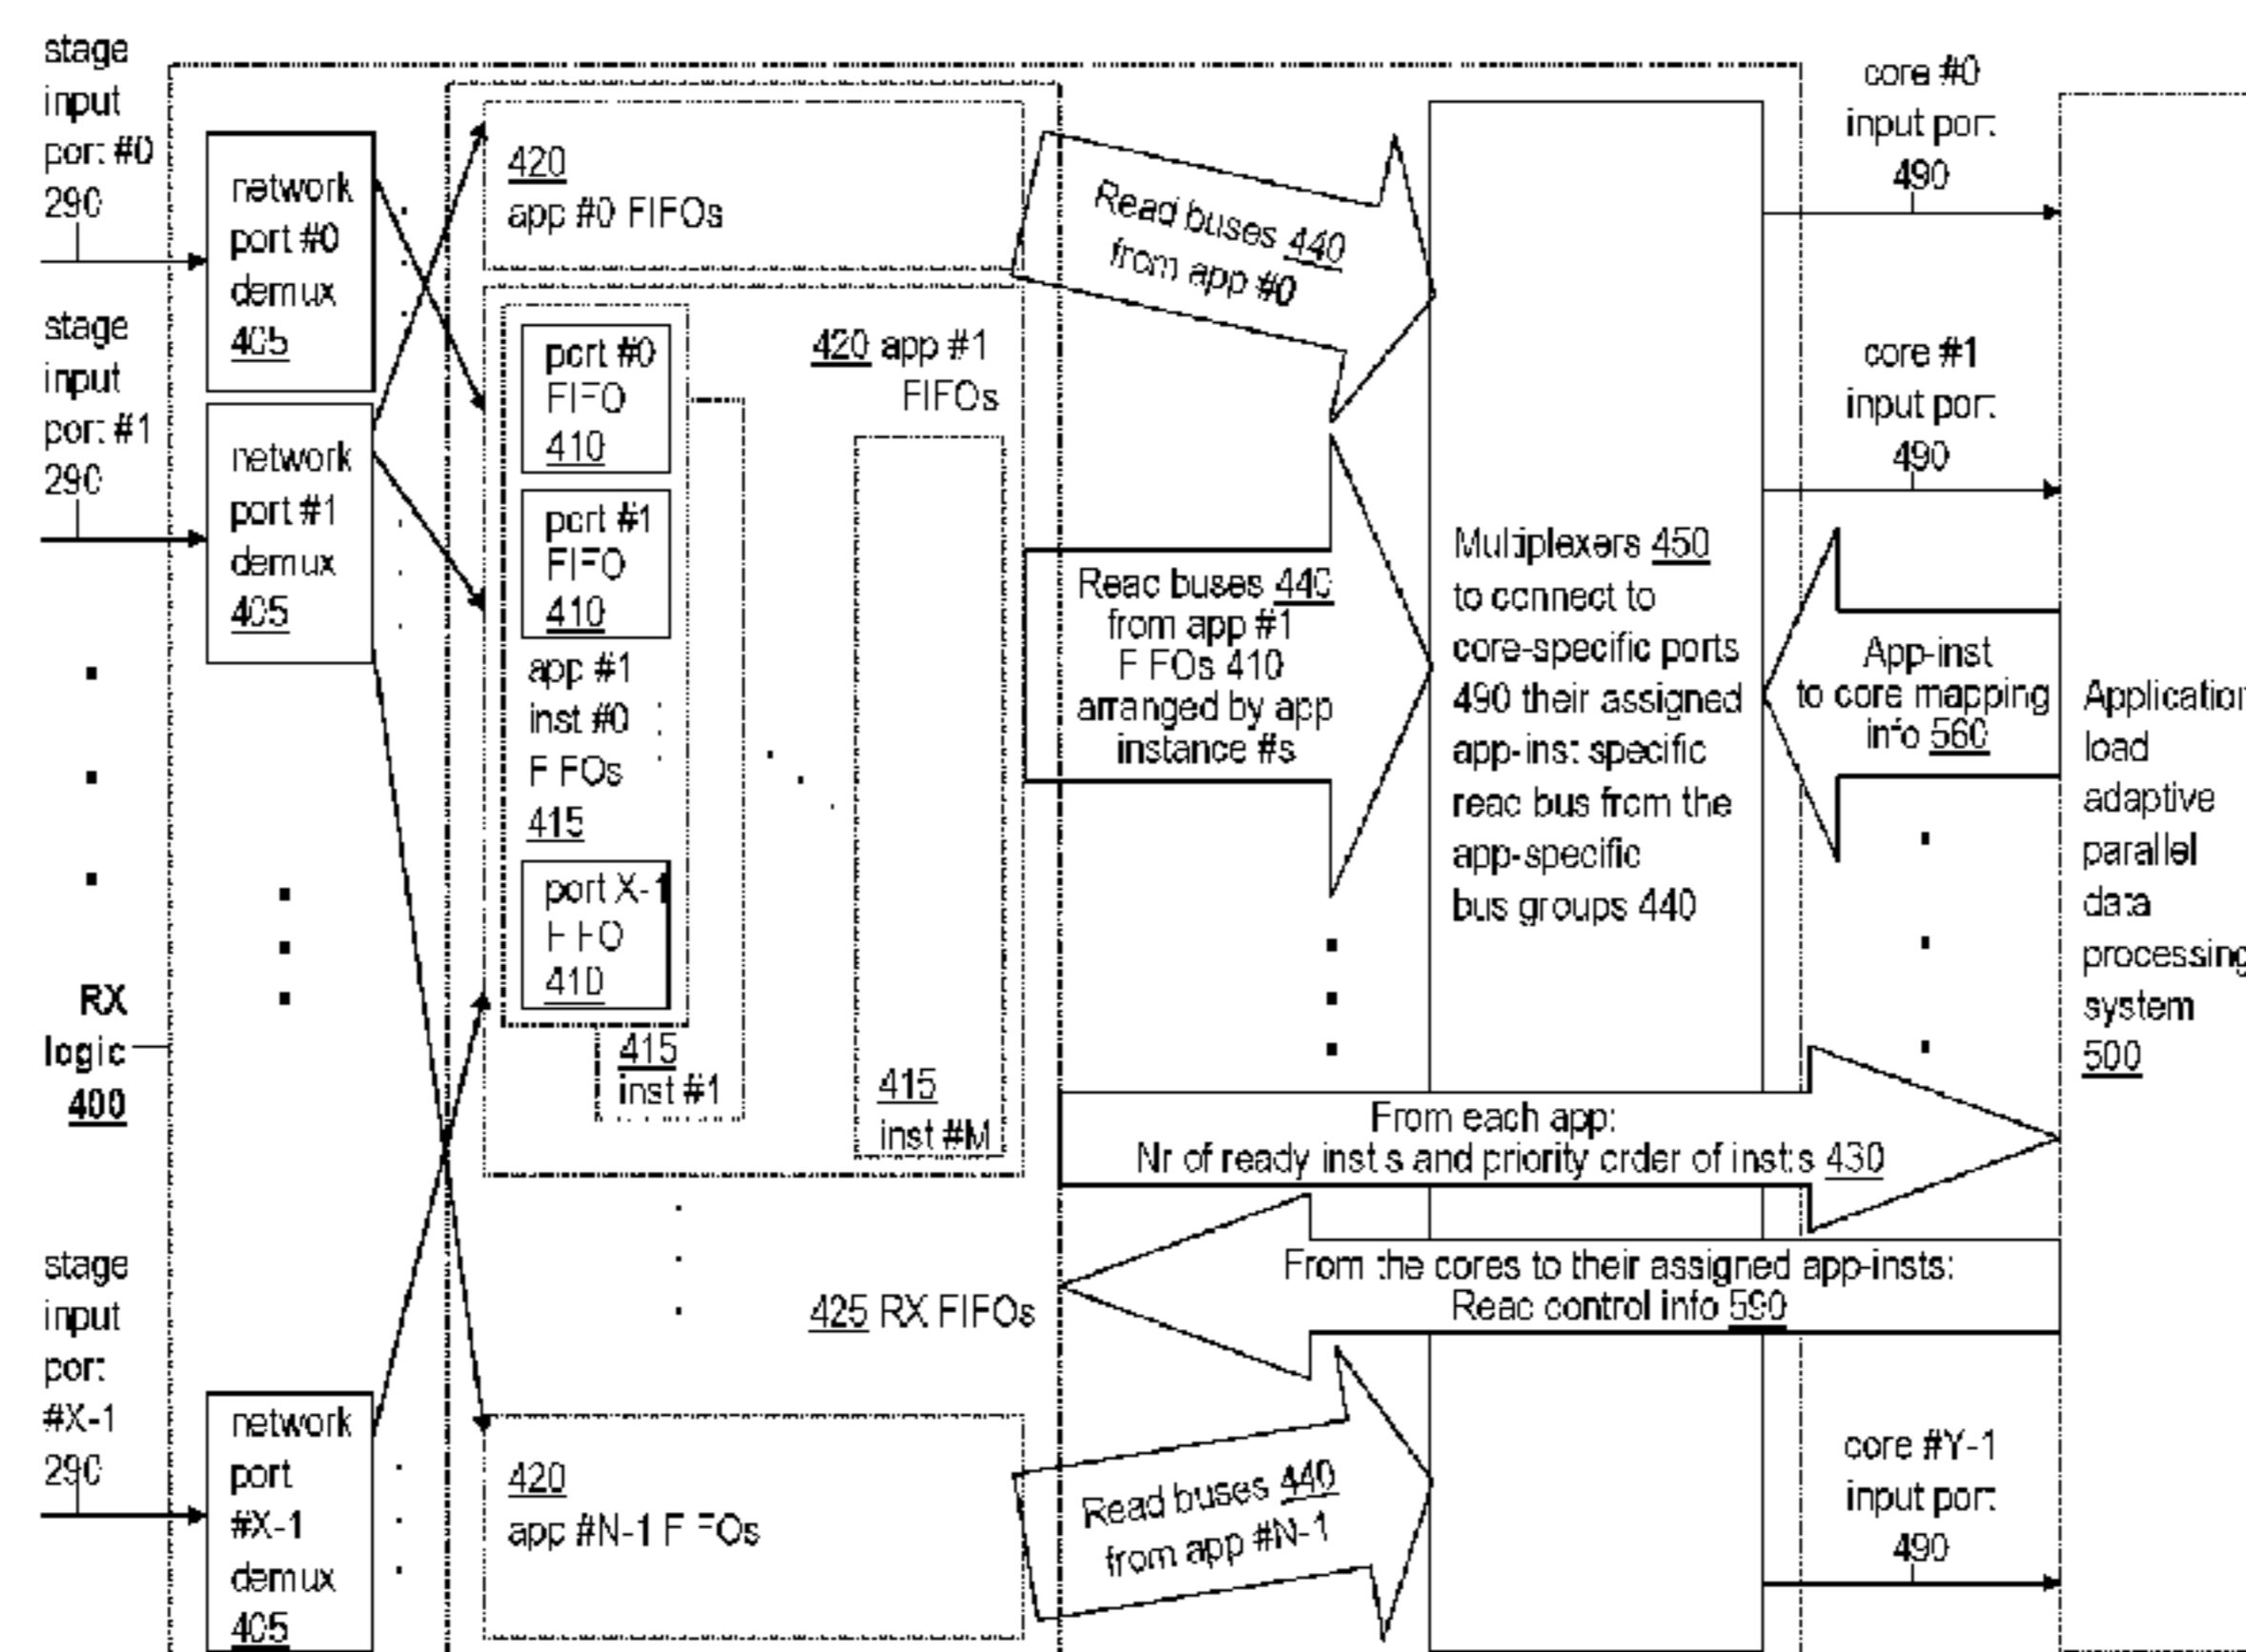 stage
input
port #0
290
network
port #0
demux
405
stage
input
port #1
290
network
port #1
demux
405
RX
logic
400
stage
input
port
#X-1
290
network
port
#X-1
demux
405
420
app #0 FIFOs
420 app #1
FIFOs
port #0
FIFO
410
port #1
FIFO
410
app #1
inst #0
FIFOs
415
port X-1
FIFO
410
415
inst #1
415
inst #M
425 RX FIFOs
420
app #N-1 FIFOs
Read buses 440
from app #0
Read buses 440
from app #1
FIFOs 410
arranged by app
instance #s
Multiplexers 450
to connect to
core-specific ports
490 their assigned
app-inst specific
read bus from the
app-specific
bus groups 440
From each app:
Nr of ready inst:s and priority order of inst:s 430
From the cores to their assigned app-insts:
Read control info 590
Read buses 440
from app #N-1
core #0
input port
490
core #1
input port
490
App-inst
to core mapping
info 560
core #Y-1
input port
490
Application
load
adaptive
parallel
data
processing
system
500